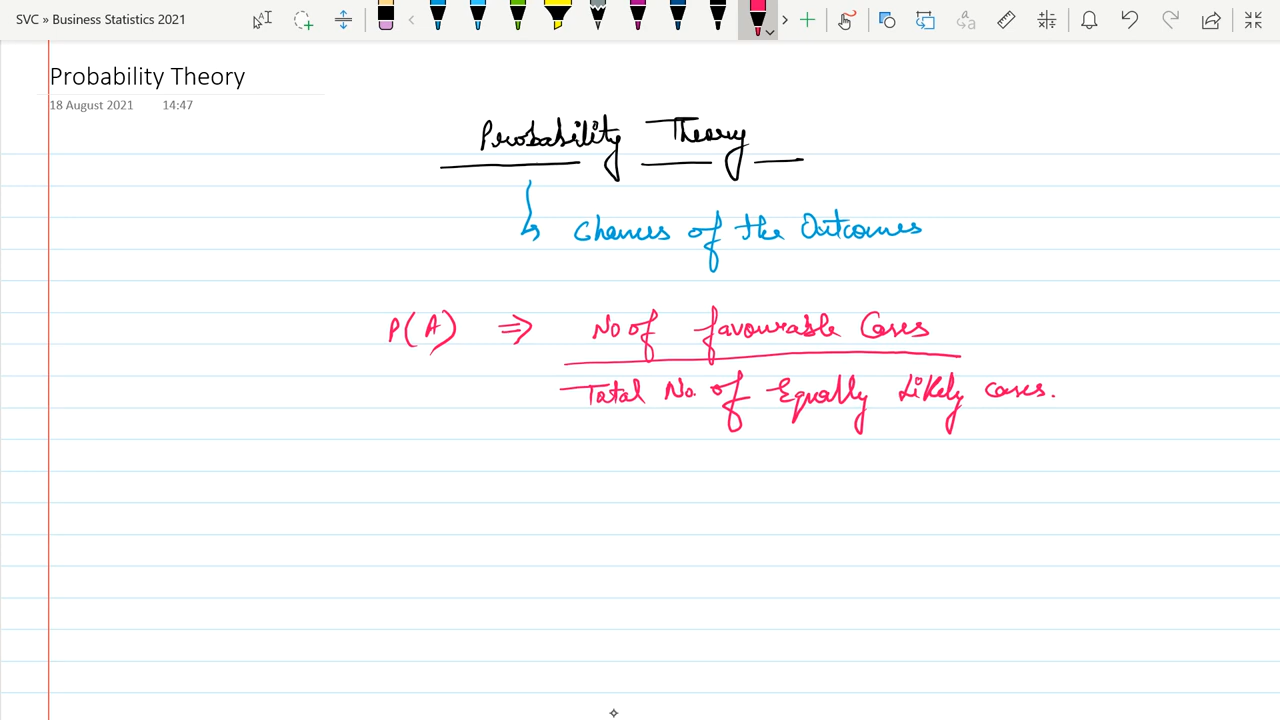 SVC » Business Statistics 2021
Probability Theory
18 August 2021 14:47
Probability Theory
Chances of the Outcomes
P(A) ⇒ No of favourable Cases
Total No. of Equally Likely cases.